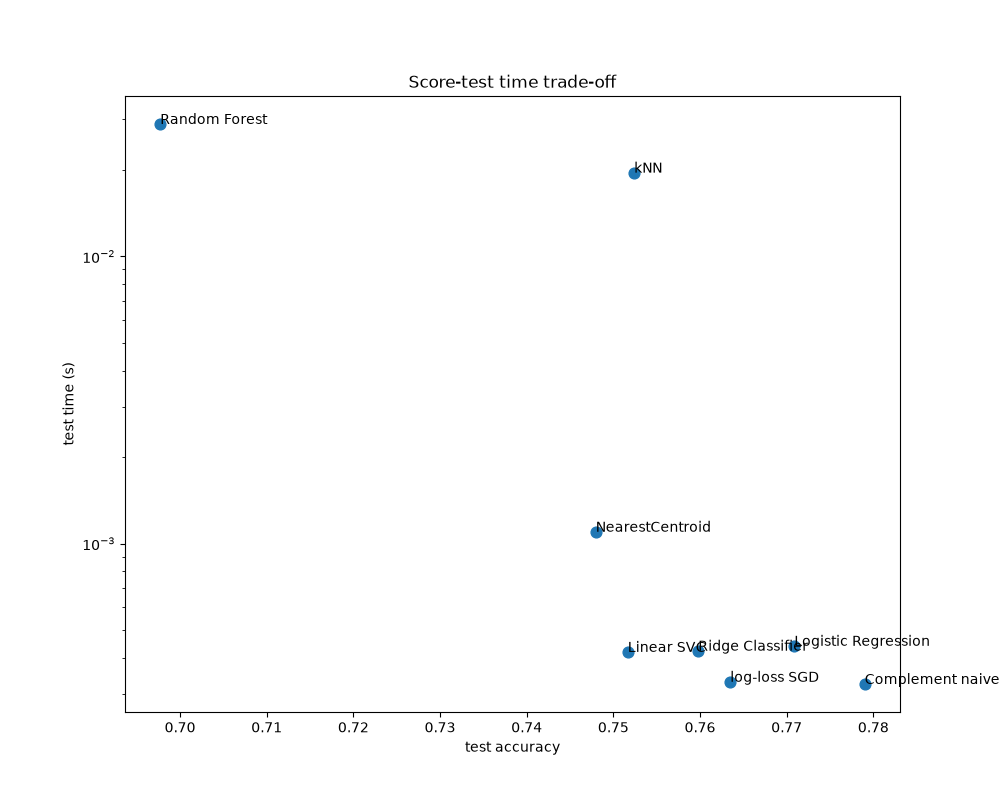 Score-test time trade-off
Random Forest
kNN
10⁻²
test time (s)
NearestCentroid
10⁻³
Logistic Regression
Linear SVC
Ridge Classifier
log-loss SGD
Complement naive
0.70 0.71 0.72 0.73 0.74 0.75 0.76 0.77 0.78
test accuracy